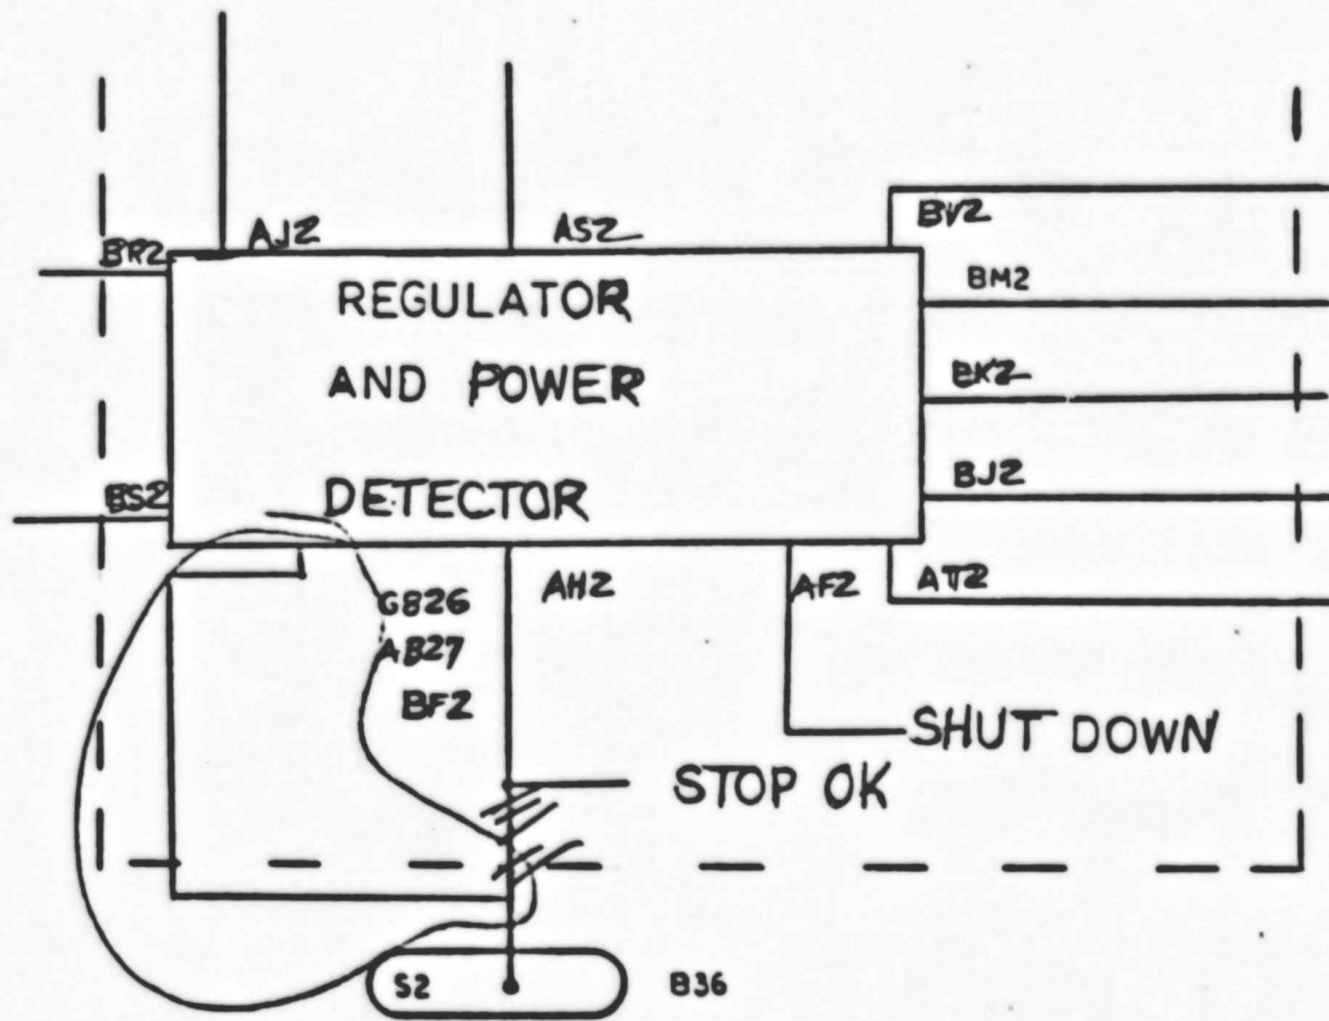 BV2
AJ2
AS2
BR2
REGULATOR
BM2
AND POWER
BK2
BJ2
BS2
DETECTOR
AH2
AF2
AT2
G826
AB27
BF2
SHUT DOWN
STOP OK
S2
B36